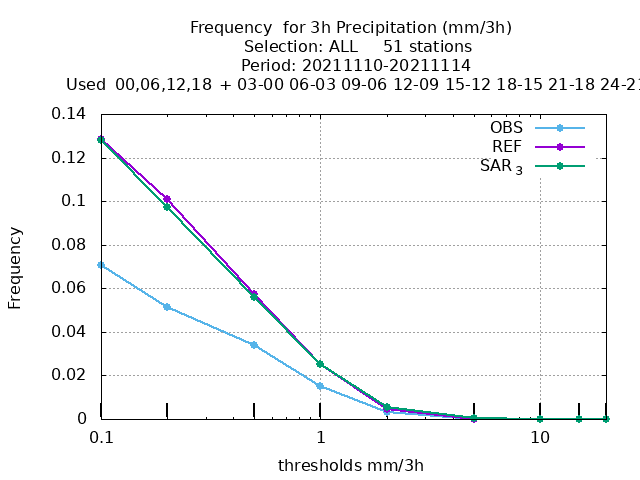 Frequency  for 3h Precipitation (mm/3h)
Selection: ALL     51 stations
Period: 20211110-20211114
Used  00,06,12,18  + 03-00 06-03 09-06 12-09  15-12  18-15  21-18  24-21
0.14
0.12
0.1
0.08
0.06
0.04
0.02
0
Frequency
OBS
REF
SAR 3
0.1
1
10
thresholds mm/3h